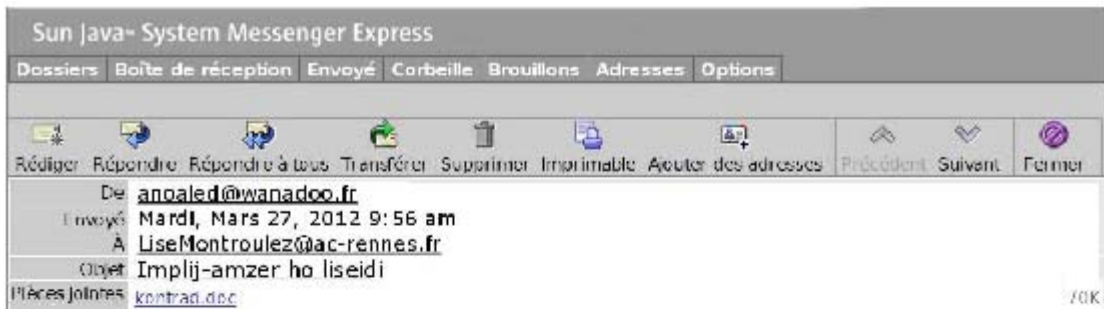 Sun Java- System Messenger Express
Dossiers Boîte de réception Envoyé Corbeille Brouillons Adresses Options
Rédiger Répondre Répondre à tous Transférer Supprimer Imprimable Ajouter des adresses Précédent Suivant Fermer
De anoaled@wanadoo.fr
Envoyé Mardi, Mars 27, 2012 9:56 am
À LiseMontroulez@ac-rennes.fr
Objet Implij-amzer ho liseidi
Pièces jointes kontrad.doc 70K